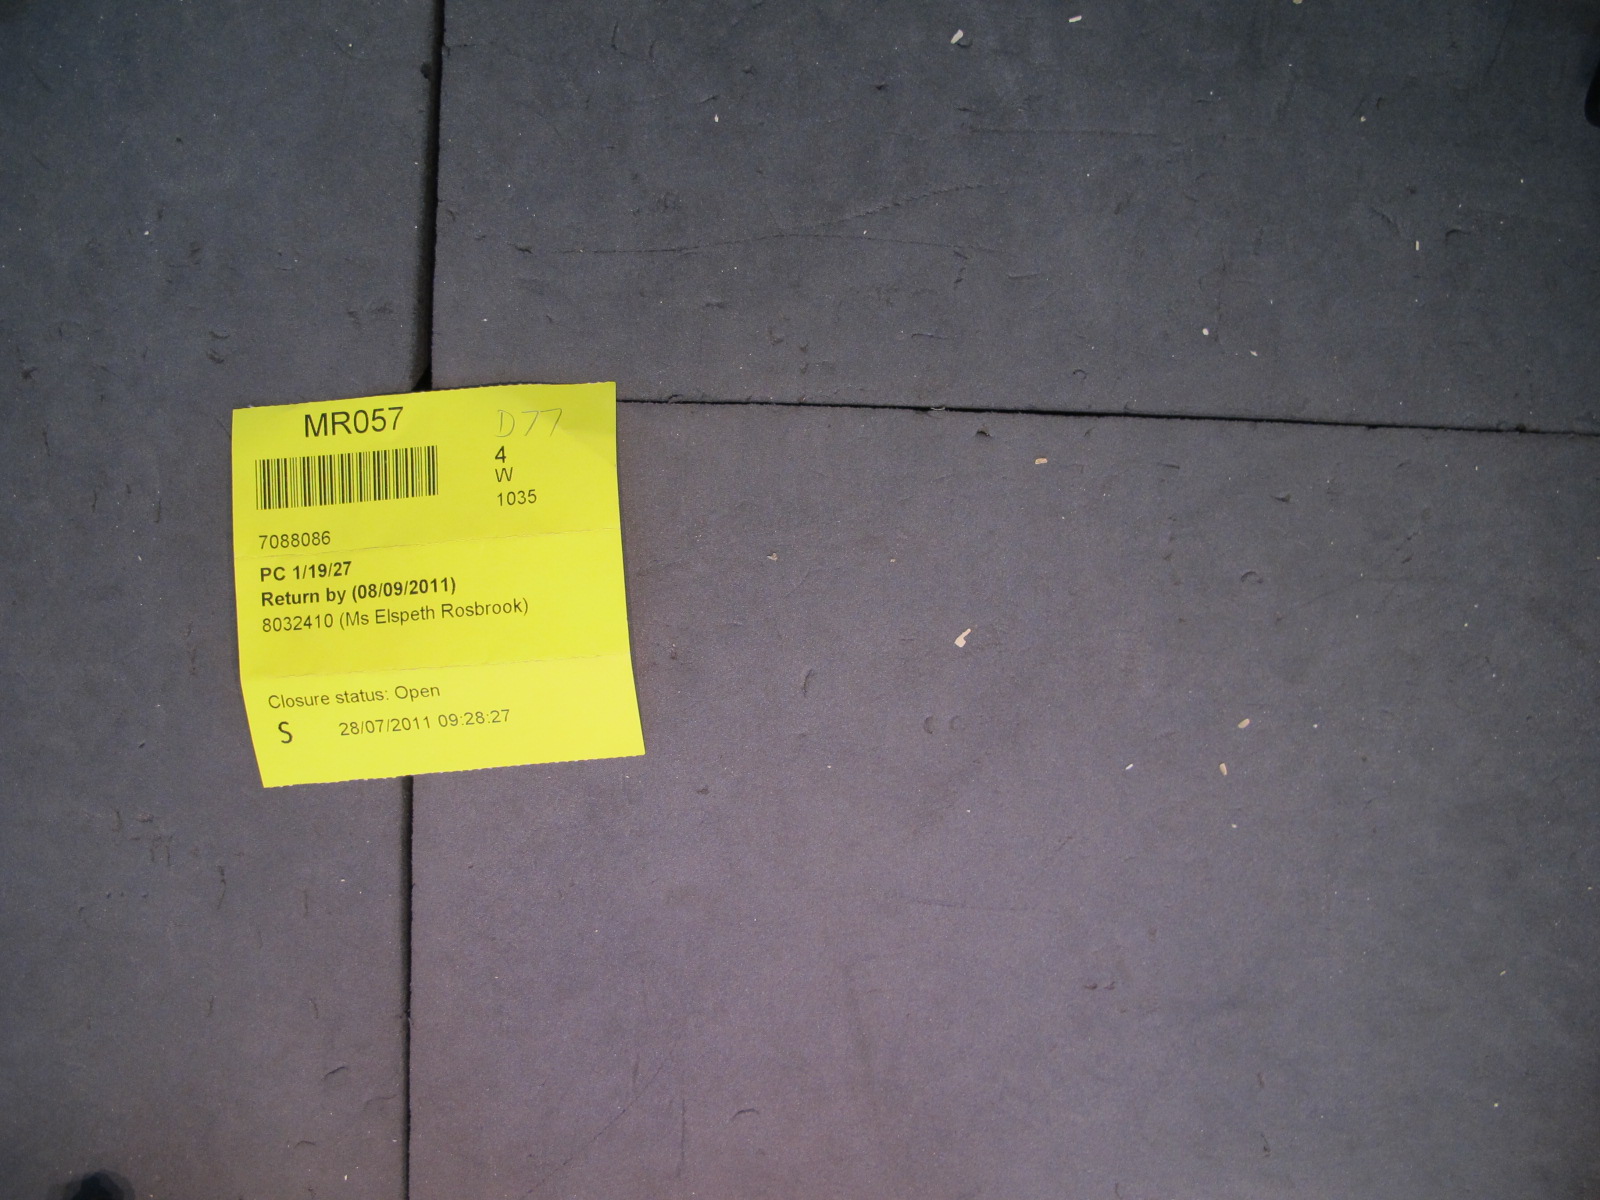 MR057
D77
4
W
1035
7088086
PC 1/19/27
Return by (08/09/2011)
8032410 (Ms Elspeth Rosbrook)
Closure status: Open
S 28/07/2011 09:28:27